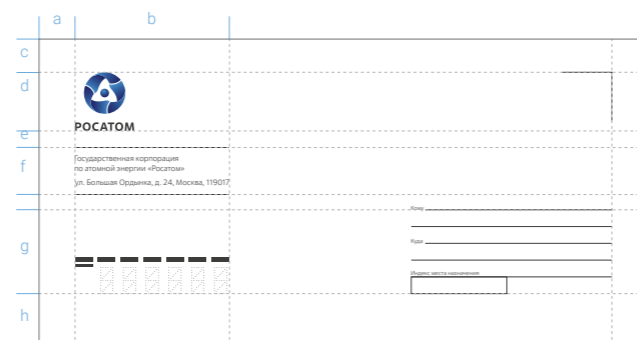 a
b
c
d
РОСАТОМ
e
Государственная корпорация
по атомной энергии «Росатом»
f
ул. Большая Ордынка, д. 24, Москва, 119017
Кому
g
Куда
Индекс места назначения
h